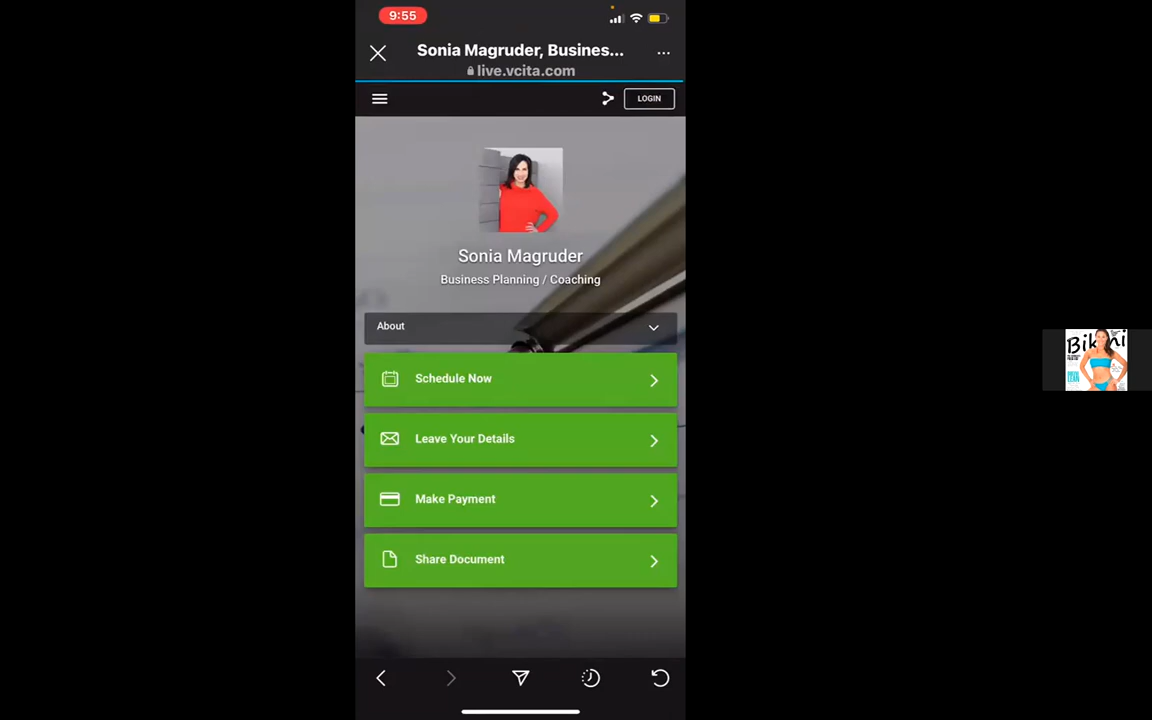 9:55
Sonia Magruder, Busines...
live.vcita.com
LOGIN
Sonia Magruder
Business Planning / Coaching
About
Schedule Now
Leave Your Details
Make Payment
Share Document